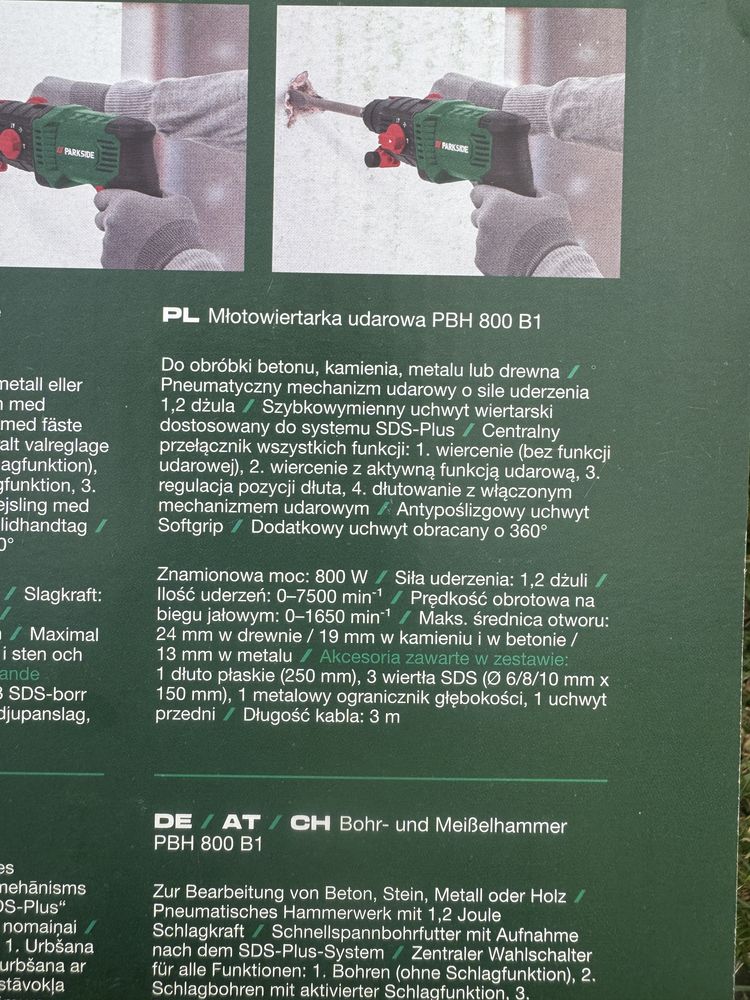 PARKSIDE
PARKSIDE
metall eller
n med
med fäste
alt valreglage
agfunktion),
gfunktion, 3.
ejsling med
lidhandtag /
0°
/ Slagkraft:
/
/ Maximal
i sten och
ande
3 SDS-borr
djupanslag,
es
mehānisms
DS-Plus“
nomaiņai /
1. Urbšana
urbšana ar
stāvokļa
PL Młotowiertarka udarowa PBH 800 B1
Do obróbki betonu, kamienia, metalu lub drewna /
Pneumatyczny mechanizm udarowy o sile uderzenia
1,2 dżula / Szybkowymienny uchwyt wiertarski
dostosowany do systemu SDS-Plus / Centralny
przełącznik wszystkich funkcji: 1. wiercenie (bez funkcji
udarowej), 2. wiercenie z aktywną funkcją udarową, 3.
regulacja pozycji dłuta, 4. dłutowanie z włączonym
mechanizmem udarowym / Antypoślizgowy uchwyt
Softgrip / Dodatkowy uchwyt obracany o 360°
Znamionowa moc: 800 W / Siła uderzenia: 1,2 dżuli /
Ilość uderzeń: 0–7500 min⁻¹ / Prędkość obrotowa na
biegu jałowym: 0–1650 min⁻¹ / Maks. średnica otworu:
24 mm w drewnie / 19 mm w kamieniu i w betonie /
13 mm w metalu / Akcesoria zawarte w zestawie:
1 dłuto płaskie (250 mm), 3 wiertła SDS (Ø 6/8/10 mm x
150 mm), 1 metalowy ogranicznik głębokości, 1 uchwyt
przedni / Długość kabla: 3 m
DE / AT / CH Bohr- und Meißelhammer
PBH 800 B1
Zur Bearbeitung von Beton, Stein, Metall oder Holz /
Pneumatisches Hammerwerk mit 1,2 Joule
Schlagkraft / Schnellspannbohrfutter mit Aufnahme
nach dem SDS-Plus-System / Zentraler Wahlschalter
für alle Funktionen: 1. Bohren (ohne Schlagfunktion), 2.
Schlagbohren mit aktivierter Schlagfunktion, 3.